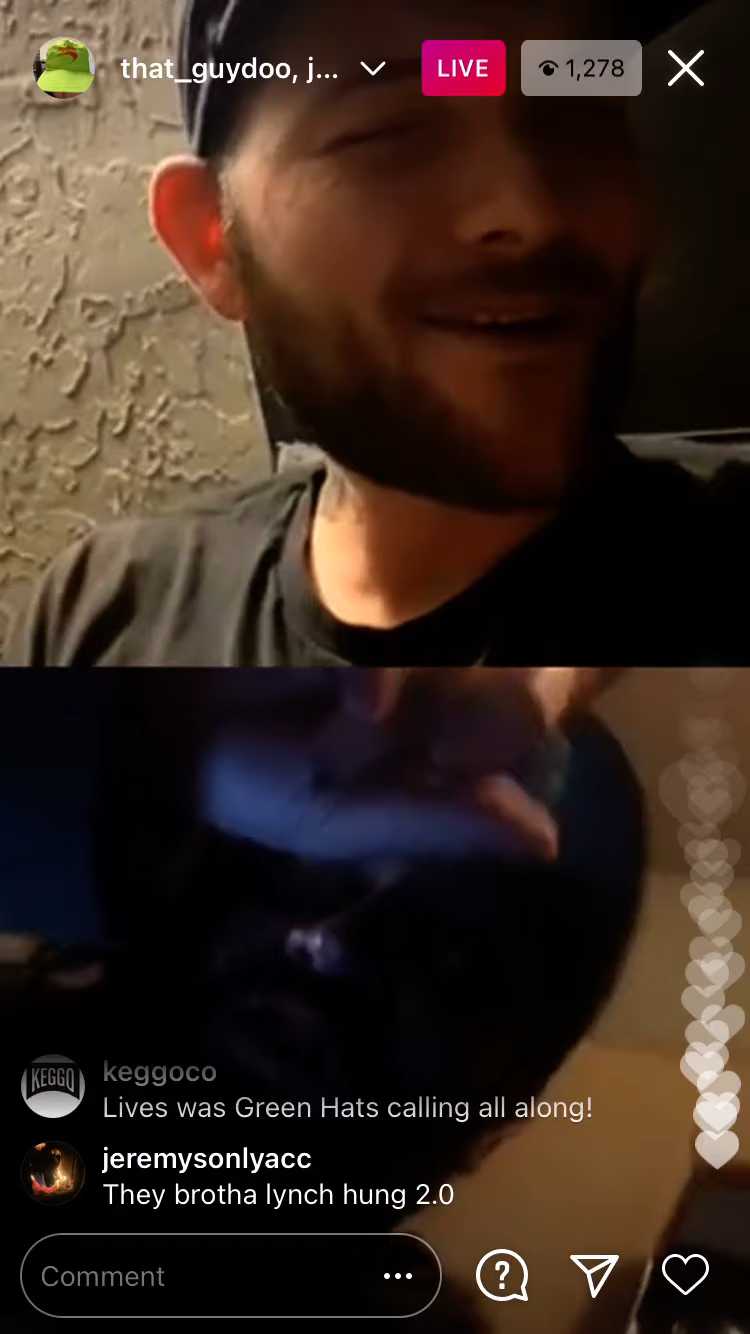 that_guydoo, j...
LIVE
1,278
KEGGO
keggoco
Lives was Green Hats calling all along!
jeremysonlyacc
They brotha lynch hung 2.0
Comment